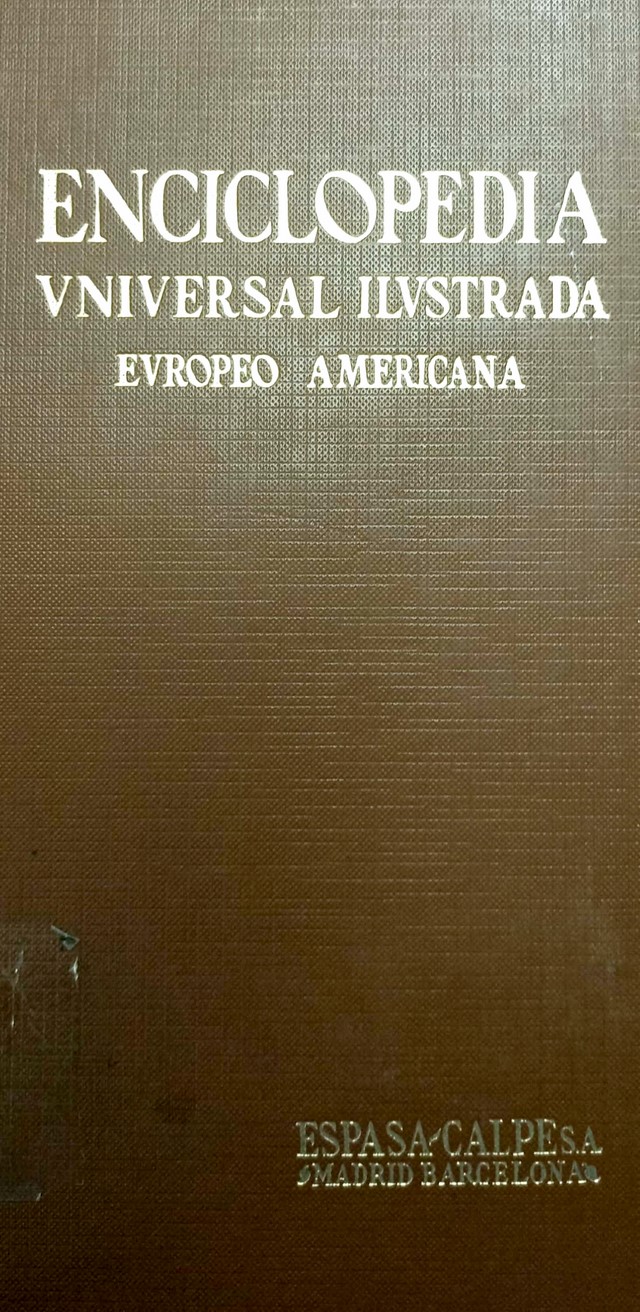 ENCICLOPEDIA
VNIVERSAL ILVSTRADA
EVROPEO AMERICANA
ESPASA-CALPE S.A.
MADRID BARCELONA